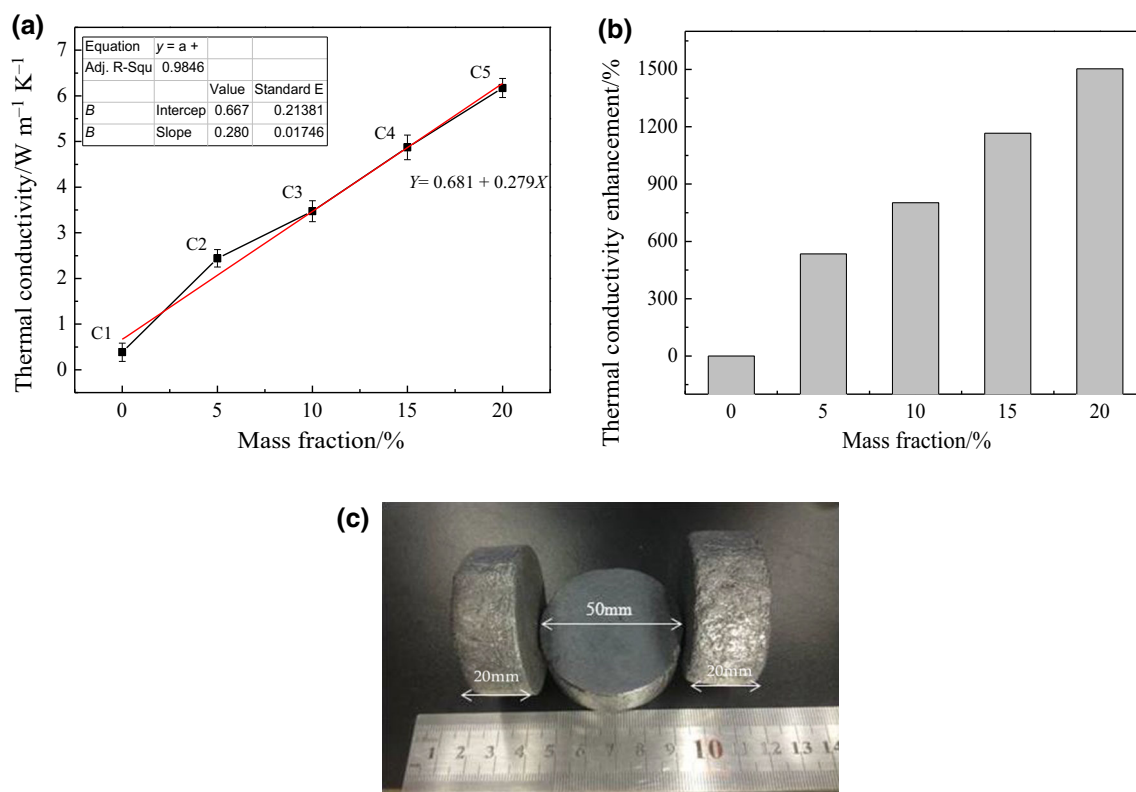 (a)
Equation y = a +
Adj. R-Squ 0.9846
Value Standard E
B Intercep 0.667 0.21381
B Slope 0.280 0.01746
7
6
5
4
3
2
1
0
Thermal conductivity/W m⁻¹ K⁻¹
C1
C2
C3
C4
C5
Y= 0.681 + 0.279X
0 5 10 15 20
Mass fraction/%
(b)
1500
1200
900
600
300
0
Thermal conductivity enhancement/%
0 5 10 15 20
Mass fraction/%
(c)
50mm
20mm
20mm
1 2 3 4 5 6 7 8 9 10 11 12 13 14